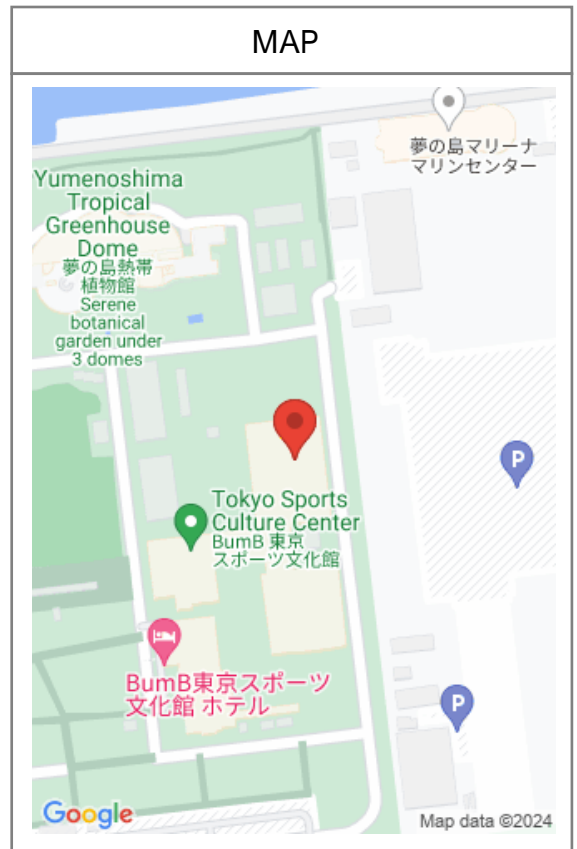 MAP
夢の島マリーナ
マリンセンター
Yumenoshima
Tropical
Greenhouse
Dome
夢の島熱帯
植物館
Serene
botanical
garden under
3 domes
P
Tokyo Sports
Culture Center
BumB 東京
スポーツ文化館
BumB東京スポーツ
文化館 ホテル
P
Google
Map data ©2024